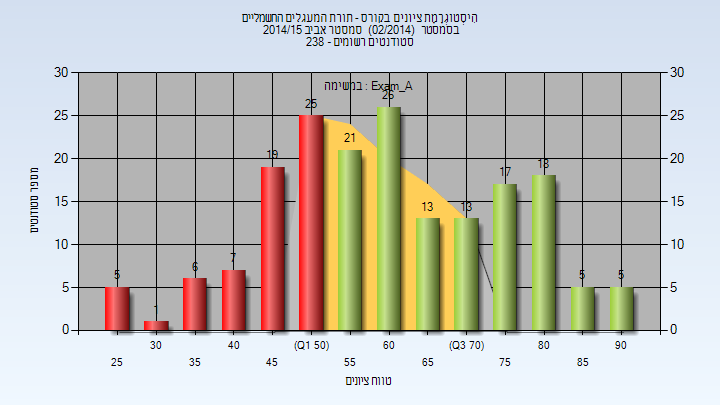 היסטוגרמת ציונים בקורס - תורת המעגלים החשמליים
בסמסטר (02/2014) סמסטר אביב 2014/15
סטודנטים רשומים - 238
במשימה : Exam_A
מספר סטודנטים
30 25 20 15 10 5 0
30 25 20 15 10 5 0
5 1 6 7 19 25 21 26 13 13 17 18 5 5
30 40 (Q1 50) 60 (Q3 70) 80 90
25 35 45 55 65 75 85
טווח ציונים